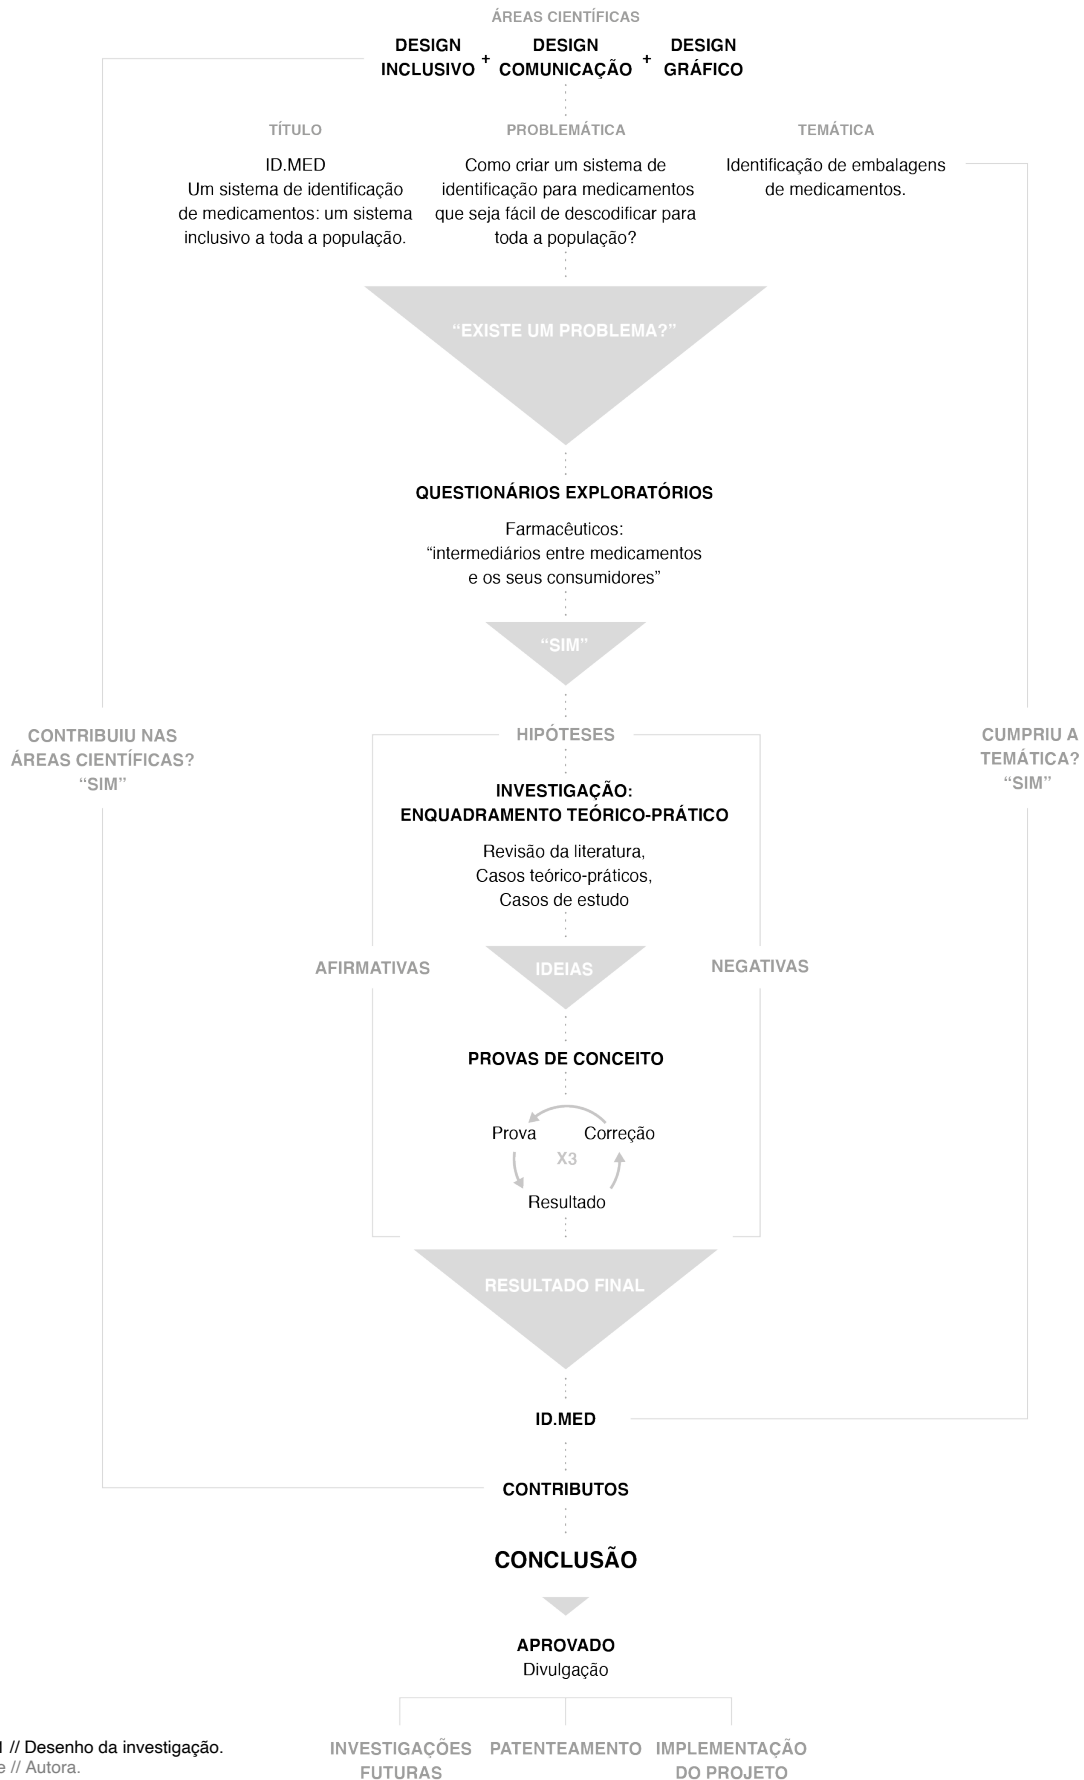 ÁREAS CIENTÍFICAS
DESIGN INCLUSIVO + DESIGN COMUNICAÇÃO + DESIGN GRÁFICO
TÍTULO
ID.MED
Um sistema de identificação
de medicamentos: um sistema
inclusivo a toda a população.
PROBLEMÁTICA
Como criar um sistema de
identificação para medicamentos
que seja fácil de descodificar para
toda a população?
TEMÁTICA
Identificação de embalagens
de medicamentos.
“EXISTE UM PROBLEMA?”
QUESTIONÁRIOS EXPLORATÓRIOS
Farmacêuticos:
“intermediários entre medicamentos
e os seus consumidores”
“SIM”
CONTRIBUIU NAS
ÁREAS CIENTÍFICAS?
“SIM”
HIPÓTESES
CUMPRIU A
TEMÁTICA?
“SIM”
INVESTIGAÇÃO:
ENQUADRAMENTO TEÓRICO-PRÁTICO
Revisão da literatura,
Casos teórico-práticos,
Casos de estudo
AFIRMATIVAS
IDEIAS
NEGATIVAS
PROVAS DE CONCEITO
Prova
Correção
X3
Resultado
RESULTADO FINAL
ID.MED
CONTRIBUTOS
CONCLUSÃO
APROVADO
Divulgação
INVESTIGAÇÕES
FUTURAS
PATENTEAMENTO
IMPLEMENTAÇÃO
DO PROJETO
// Desenho da investigação.
// Autora.